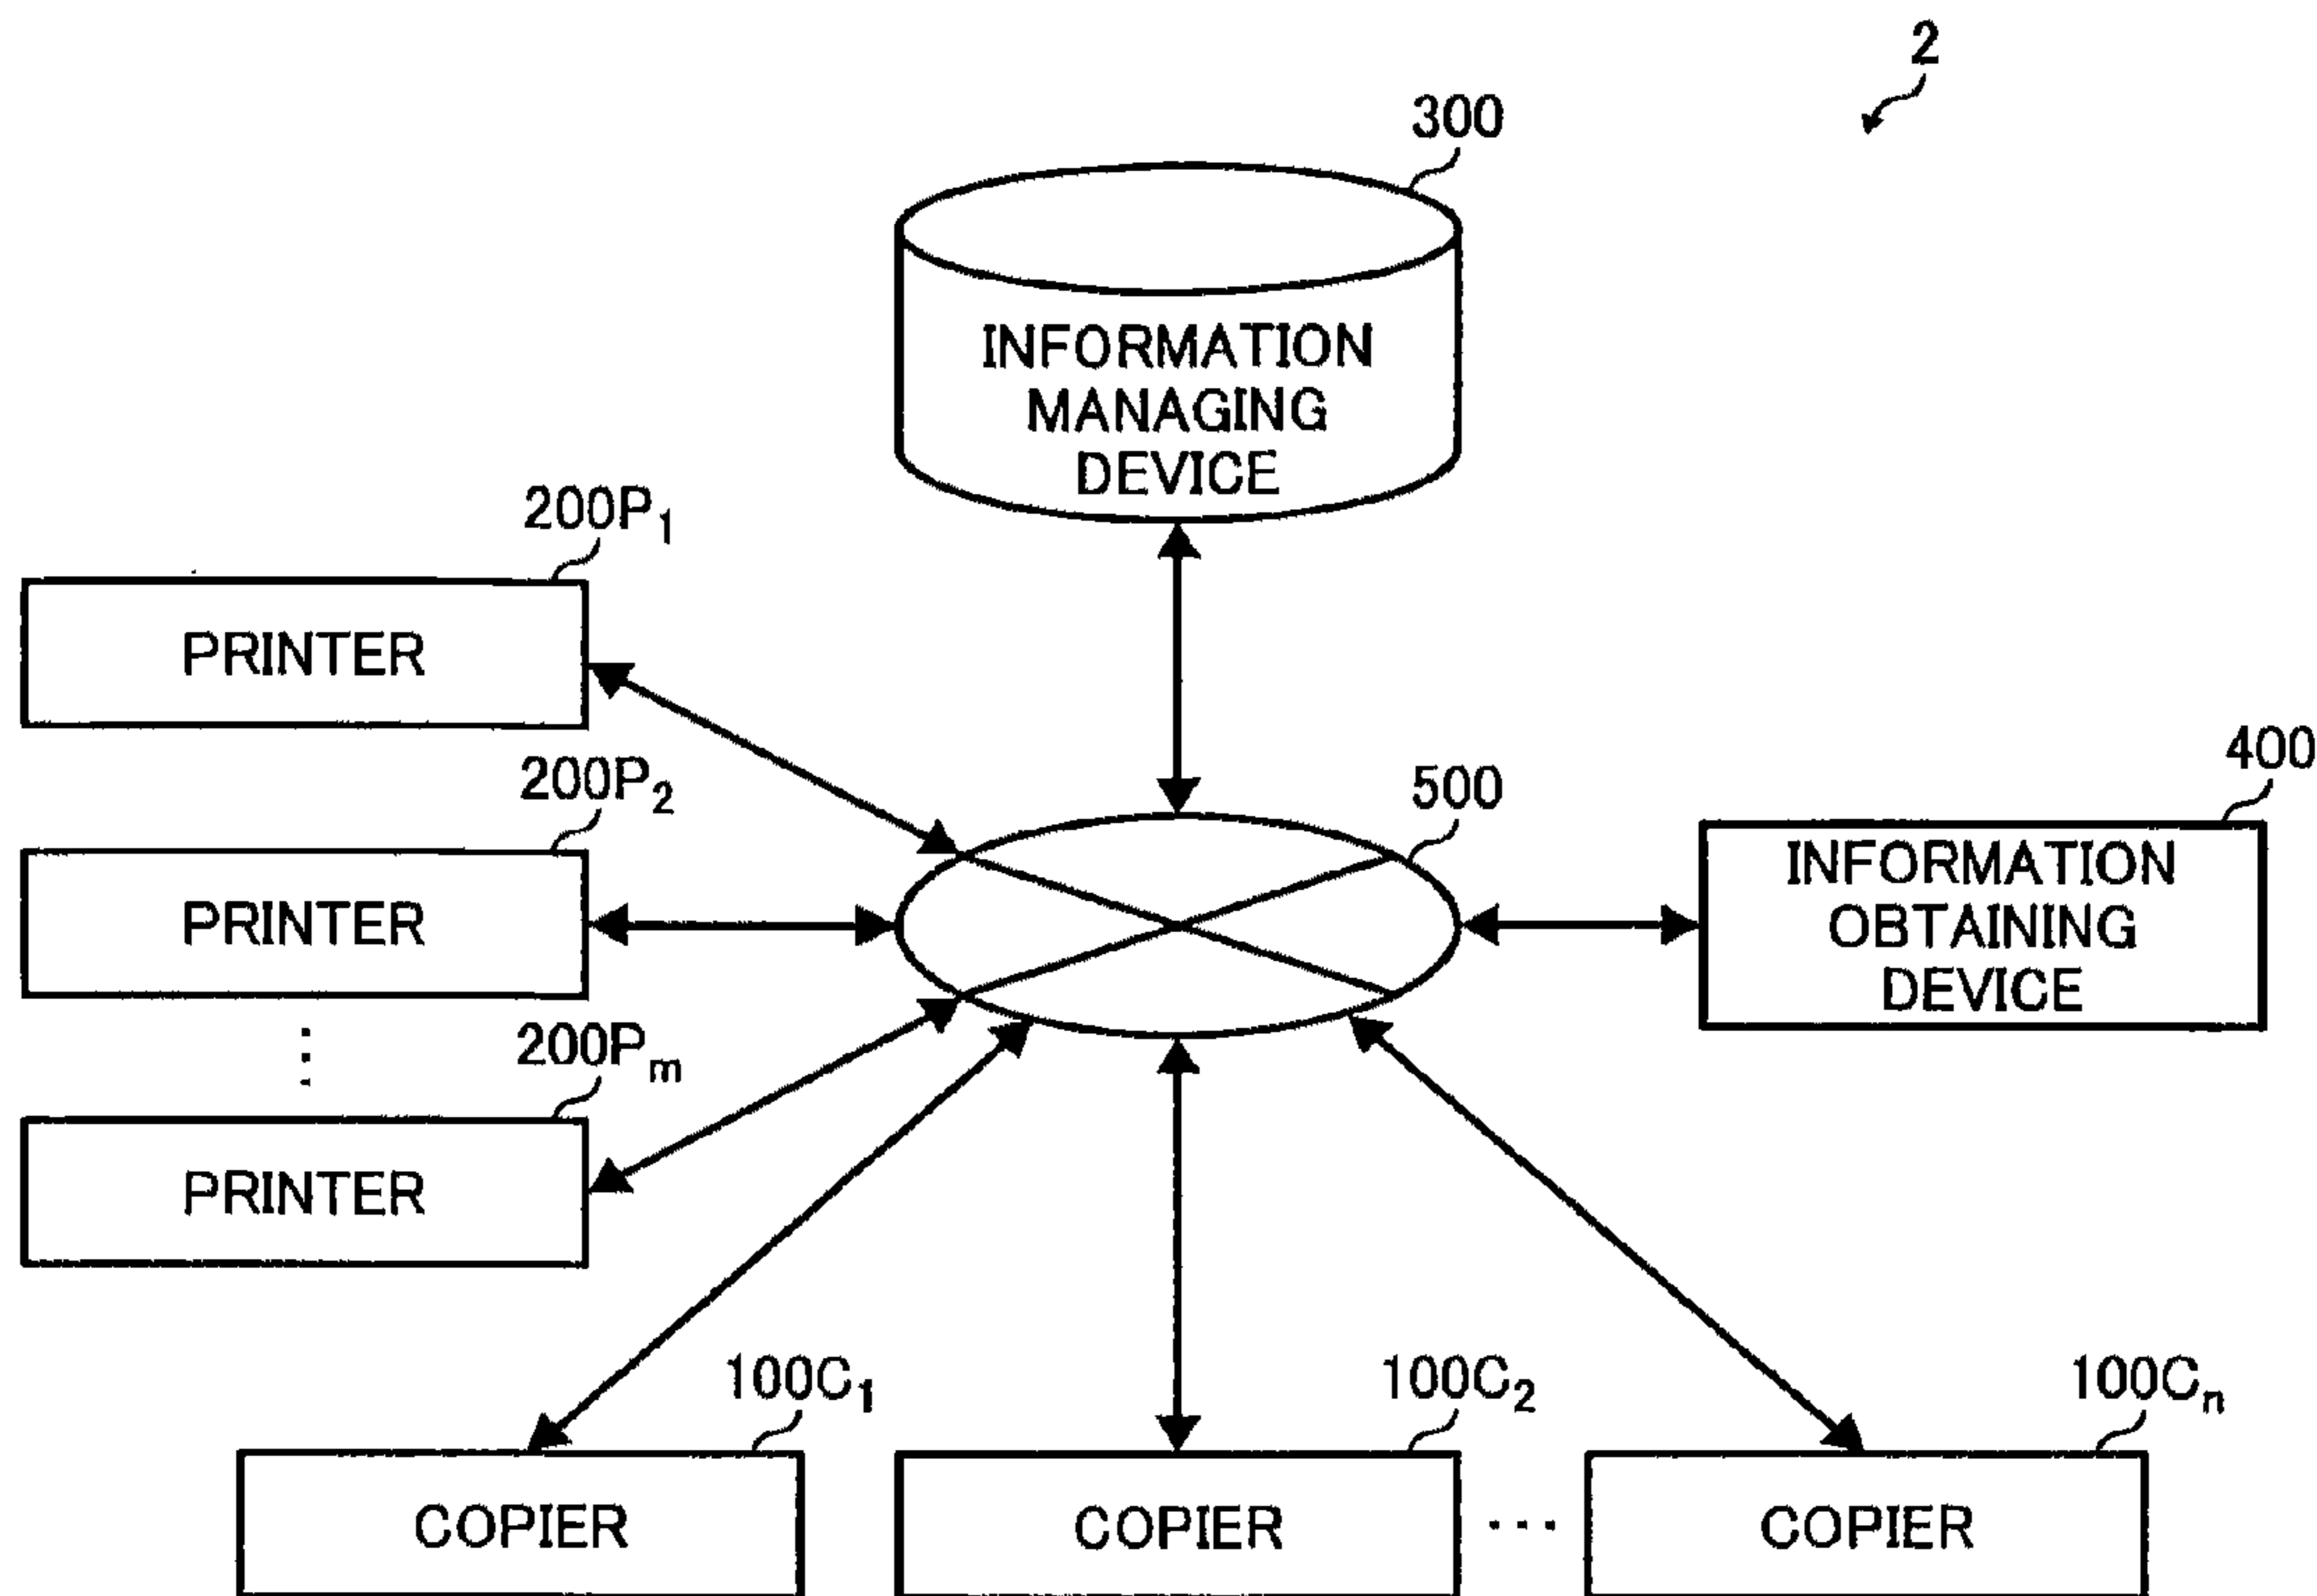 2
300
INFORMATION
MANAGING
DEVICE
200P₁
PRINTER
200P₂
PRINTER
⋮
200Pₘ
PRINTER
500
400
INFORMATION
OBTAINING
DEVICE
100C₁
COPIER
100C₂
COPIER
...
100Cₙ
COPIER